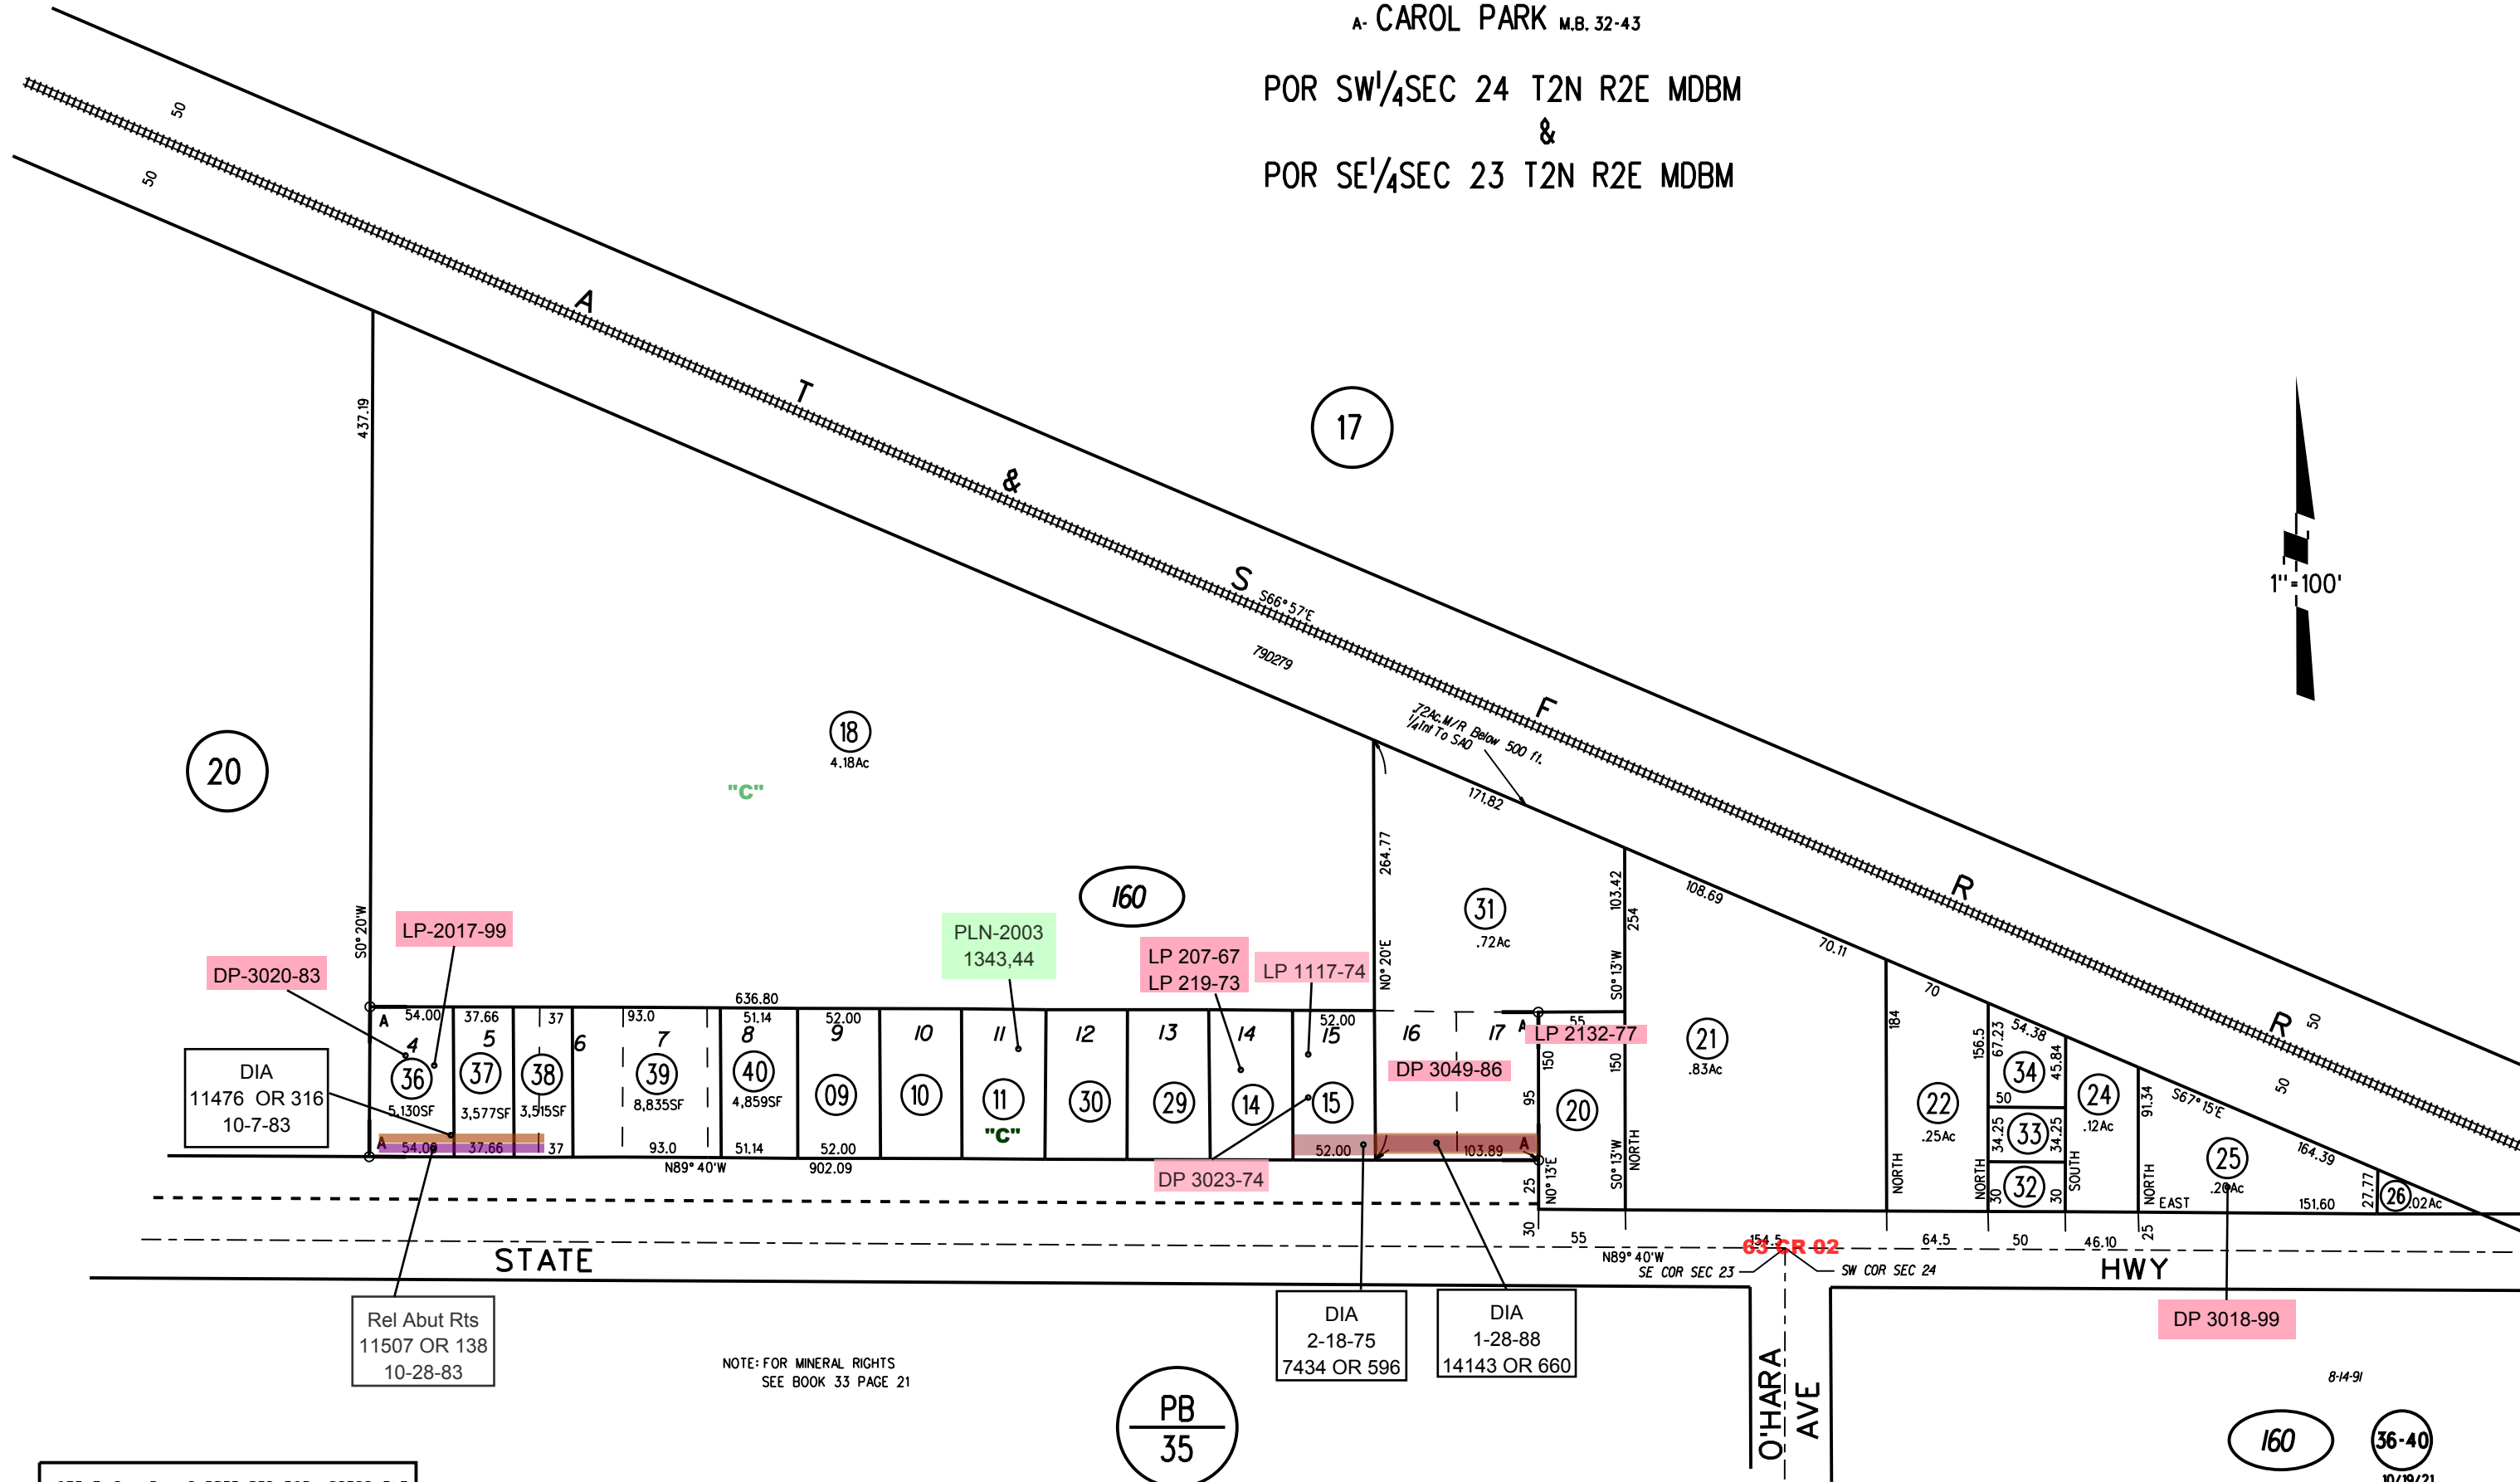 A- CAROL PARK M.B. 32-43
POR SW1/4SEC 24 T2N R2E MDBM
&
POR SE1/4SEC 23 T2N R2E MDBM
50
50
A
T
&
S
F
R
R
50
50
S66°57'E
79D279
17
1"=100'
437.19
S0°20'W
20
18
4.18Ac
"C"
160
.72Ac.M/R Below 500 ft.
1/4Int To SAO
171.82
264.77
N0°20'E
31
.72Ac
103.42
254
S0°13'W
108.69
70.11
70
54.38
S67°15'E
164.39
LP-2017-99
DP-3020-83
PLN-2003
1343,44
LP 207-67
LP 219-73
LP 1117-74
LP 2132-77
DP 3049-86
DP 3023-74
DP 3018-99
DIA
11476 OR 316
10-7-83
636.80
A
54.00
37.66
37
93.0
51.14
52.00
52.00
A
55
4
5
6
7
8
9
10
11
12
13
14
15
16
17
36
5,130SF
37
3,577SF
38
3,515SF
39
8,835SF
40
4,859SF
09
10
11
"C"
30
29
14
15
150
95
150
20
21
.83Ac
184
22
.25Ac
156.5
67.23
34
45.84
50
34.25
33
34.25
30
32
30
24
.12Ac
91.34
25
.20Ac
27.77
26
.02Ac
A
54.00
37.66
37
93.0
51.14
52.00
52.00
103.89
A
N89°40'W
902.09
25
N0°13'E
S0°13'W
NORTH
NORTH
NORTH
SOUTH
NORTH
EAST
151.60
30
55
N89°40'W
154.5
63 CR 02
64.5
50
46.10
25
SE COR SEC 23
SW COR SEC 24
STATE
HWY
Rel Abut Rts
11507 OR 138
10-28-83
DIA
2-18-75
7434 OR 596
DIA
1-28-88
14143 OR 660
NOTE: FOR MINERAL RIGHTS
SEE BOOK 33 PAGE 21
PB
35
O'HARA
AVE
8-14-91
160
36-40
10/19/21